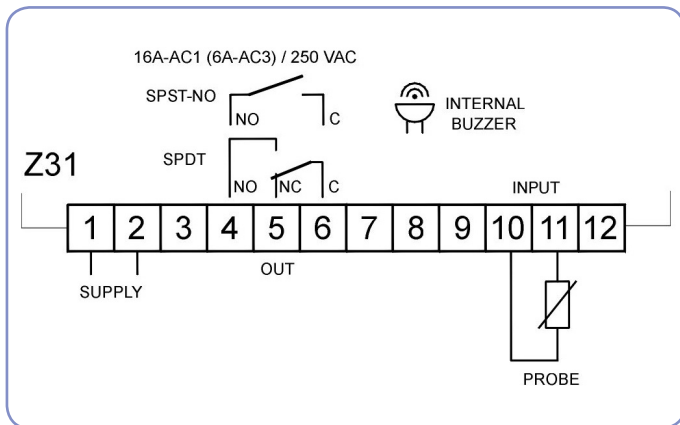 16A-AC1 (6A-AC3) / 250 VAC
SPST-NO
NO
C
INTERNAL
BUZZER
SPDT
Z31
NO
NC
C
INPUT
1 2 3 4 5 6 7 8 9 10 11 12
OUT
SUPPLY
PROBE